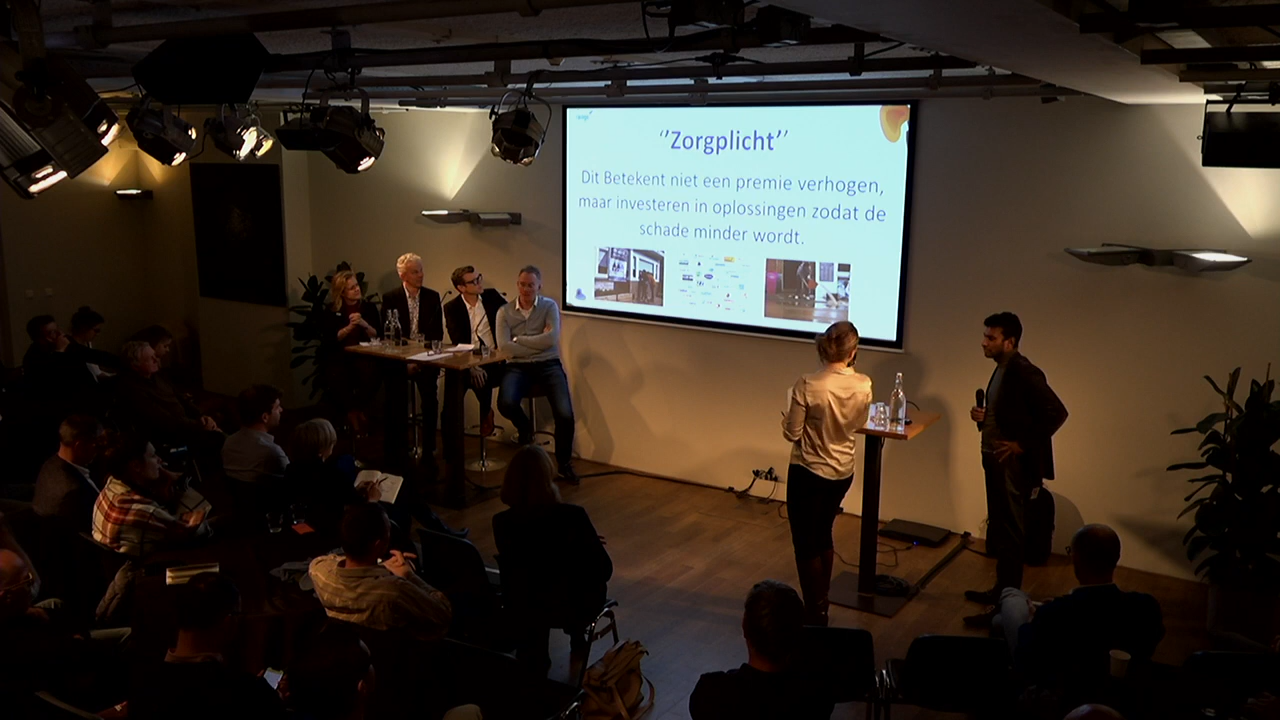 ‘’Zorgplicht’’
Dit Betekent niet een premie verhogen,
maar investeren in oplossingen zodat de
schade minder wordt.